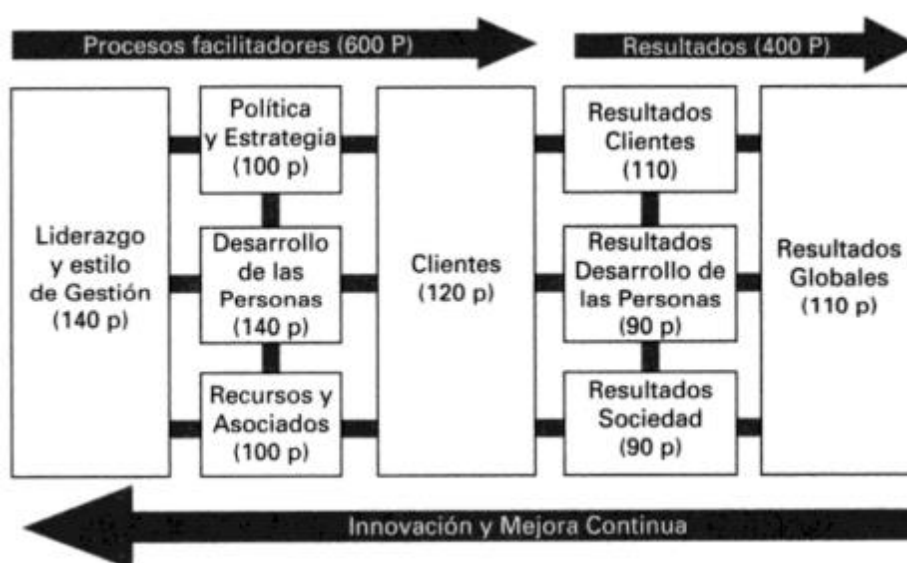 Procesos facilitadores (600 P)
Resultados (400 P)
Liderazgo
y estilo
de Gestión
(140 p)
Política
y Estrategia
(100 p)
Desarrollo
de las
Personas
(140 p)
Recursos y
Asociados
(100 p)
Clientes
(120 p)
Resultados
Clientes
(110)
Resultados
Desarrollo de
las Personas
(90 p)
Resultados
Sociedad
(90 p)
Resultados
Globales
(110 p)
Innovación y Mejora Continua